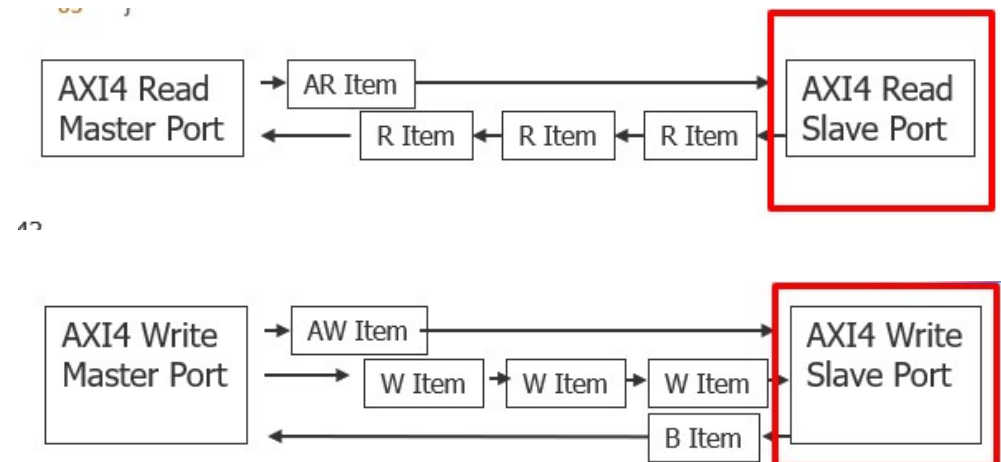 AXI4 Read
Master Port
AR Item
R Item
R Item
R Item
AXI4 Read
Slave Port
AXI4 Write
Master Port
AW Item
W Item
W Item
W Item
B Item
AXI4 Write
Slave Port